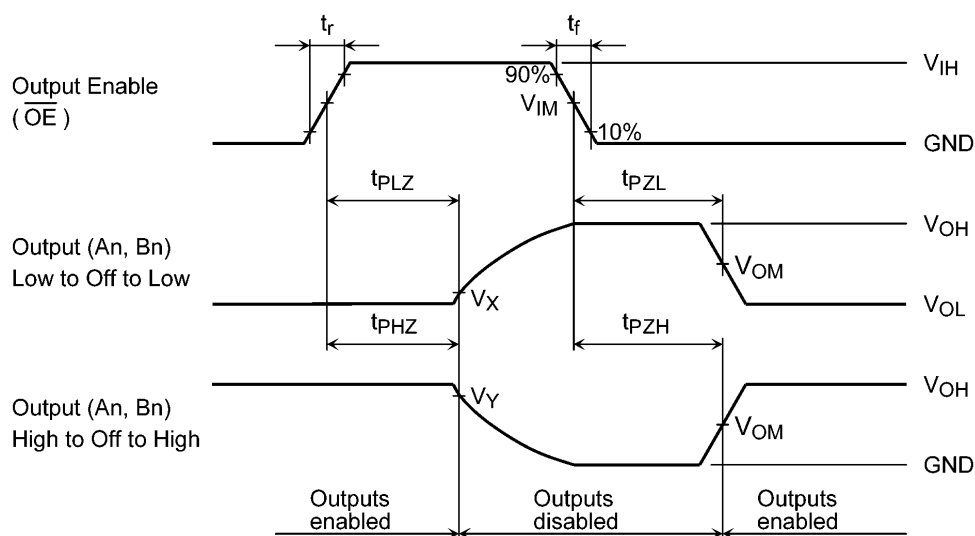 tr
tf
Output Enable
( OE )
90%
VIM
10%
VIH
GND
tPLZ
tPZL
Output (An, Bn)
Low to Off to Low
VX
VOM
VOH
VOL
tPHZ
tPZH
Output (An, Bn)
High to Off to High
VY
VOM
VOH
GND
Outputs
enabled
Outputs
disabled
Outputs
enabled